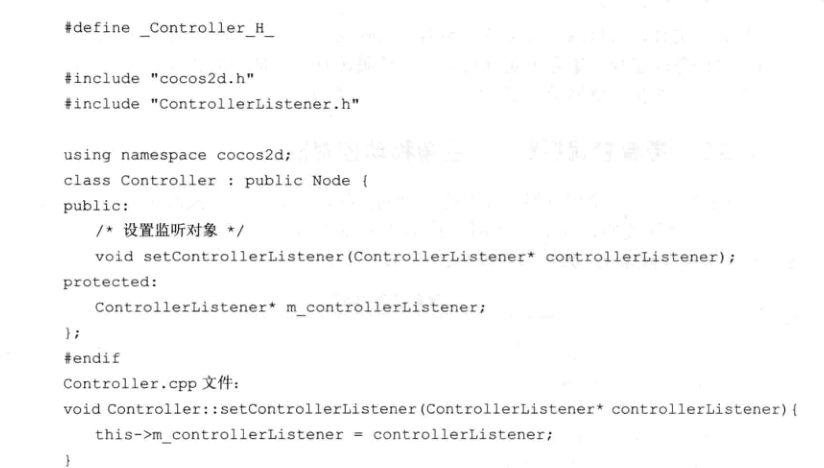 #define _Controller_H_
#include "cocos2d.h"
#include "ControllerListener.h"
using namespace cocos2d;
class Controller : public Node {
public:
/* 设置监听对象 */
void setControllerListener(ControllerListener* controllerListener);
protected:
ControllerListener* m_controllerListener;
};
#endif
Controller.cpp 文件:
void Controller::setControllerListener(ControllerListener* controllerListener){
this->m_controllerListener = controllerListener;
}